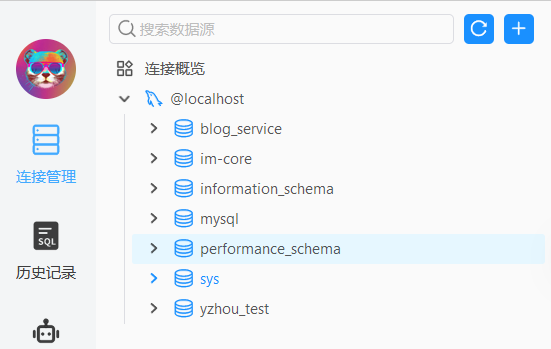 搜索数据源
连接概览
@localhost
blog_service
连接管理
im-core
information_schema
mysql
SQL
历史记录
performance_schema
sys
yzhou_test